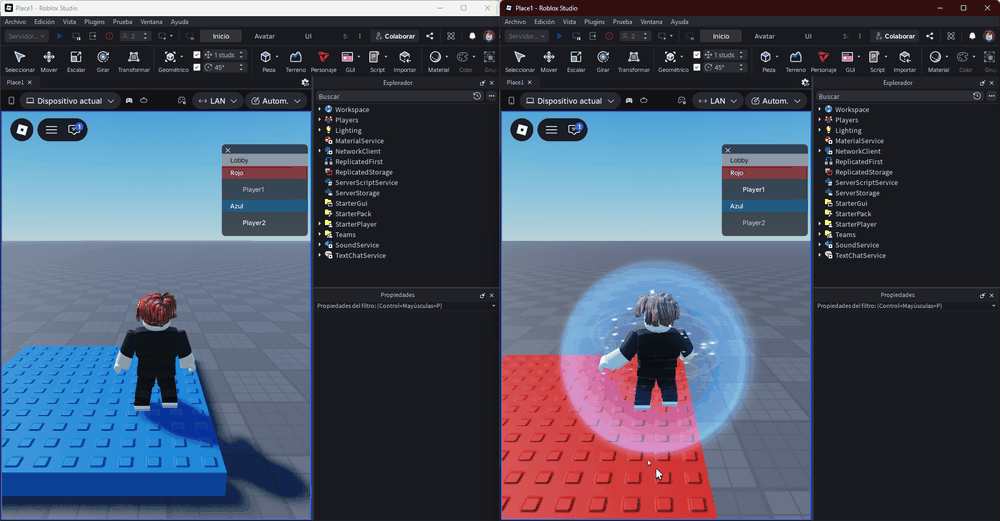 Place1 - Roblox Studio
Archivo Edición Vista Plugins Prueba Ventana Ayuda
Servidor... 2 Inicio Avatar UI Colaborar
Seleccionar Mover Escalar Girar Transformar Geométrico 1 studs 45° Pieza Terreno Personaje GUI Script Importar Material Color
Place1 ×
Dispositivo actual LAN Autom.
1
Lobby
Rojo
Player1
Azul
Player2
Explorador
Buscar
Workspace
Players
Lighting
MaterialService
NetworkClient
ReplicatedFirst
ReplicatedStorage
ServerScriptService
ServerStorage
StarterGui
StarterPack
StarterPlayer
Teams
SoundService
TextChatService
Propiedades
Propiedades del filtro: (Control+Mayúsculas+P)
Place1 - Roblox Studio
Archivo Edición Vista Plugins Prueba Ventana Ayuda
Servidor... 2 Inicio Avatar UI Colaborar
Seleccionar Mover Escalar Girar Transformar Geométrico 1 studs 45° Pieza Terreno Personaje GUI Script Importar Material Color
Place1 ×
Dispositivo actual LAN Autom.
1
Lobby
Rojo
Player1
Azul
Player2
Explorador
Buscar
Workspace
Players
Lighting
MaterialService
NetworkClient
ReplicatedFirst
ReplicatedStorage
ServerScriptService
ServerStorage
StarterGui
StarterPack
StarterPlayer
Teams
SoundService
TextChatService
Propiedades
Propiedades del filtro: (Control+Mayúsculas+P)